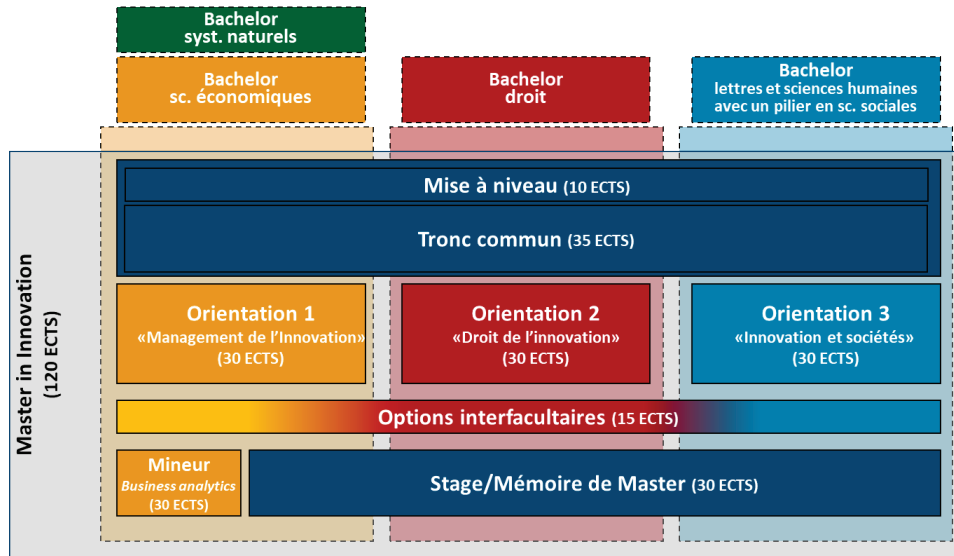 Bachelor
syst. naturels
Bachelor
sc. économiques
Bachelor
droit
Bachelor
lettres et sciences humaines
avec un pilier en sc. sociales
Master in Innovation
(120 ECTS)
Mise à niveau (10 ECTS)
Tronc commun (35 ECTS)
Orientation 1
«Management de l’Innovation»
(30 ECTS)
Orientation 2
«Droit de l’innovation»
(30 ECTS)
Orientation 3
«Innovation et sociétés»
(30 ECTS)
Options interfacultaires (15 ECTS)
Mineur
Business analytics
(30 ECTS)
Stage/Mémoire de Master (30 ECTS)